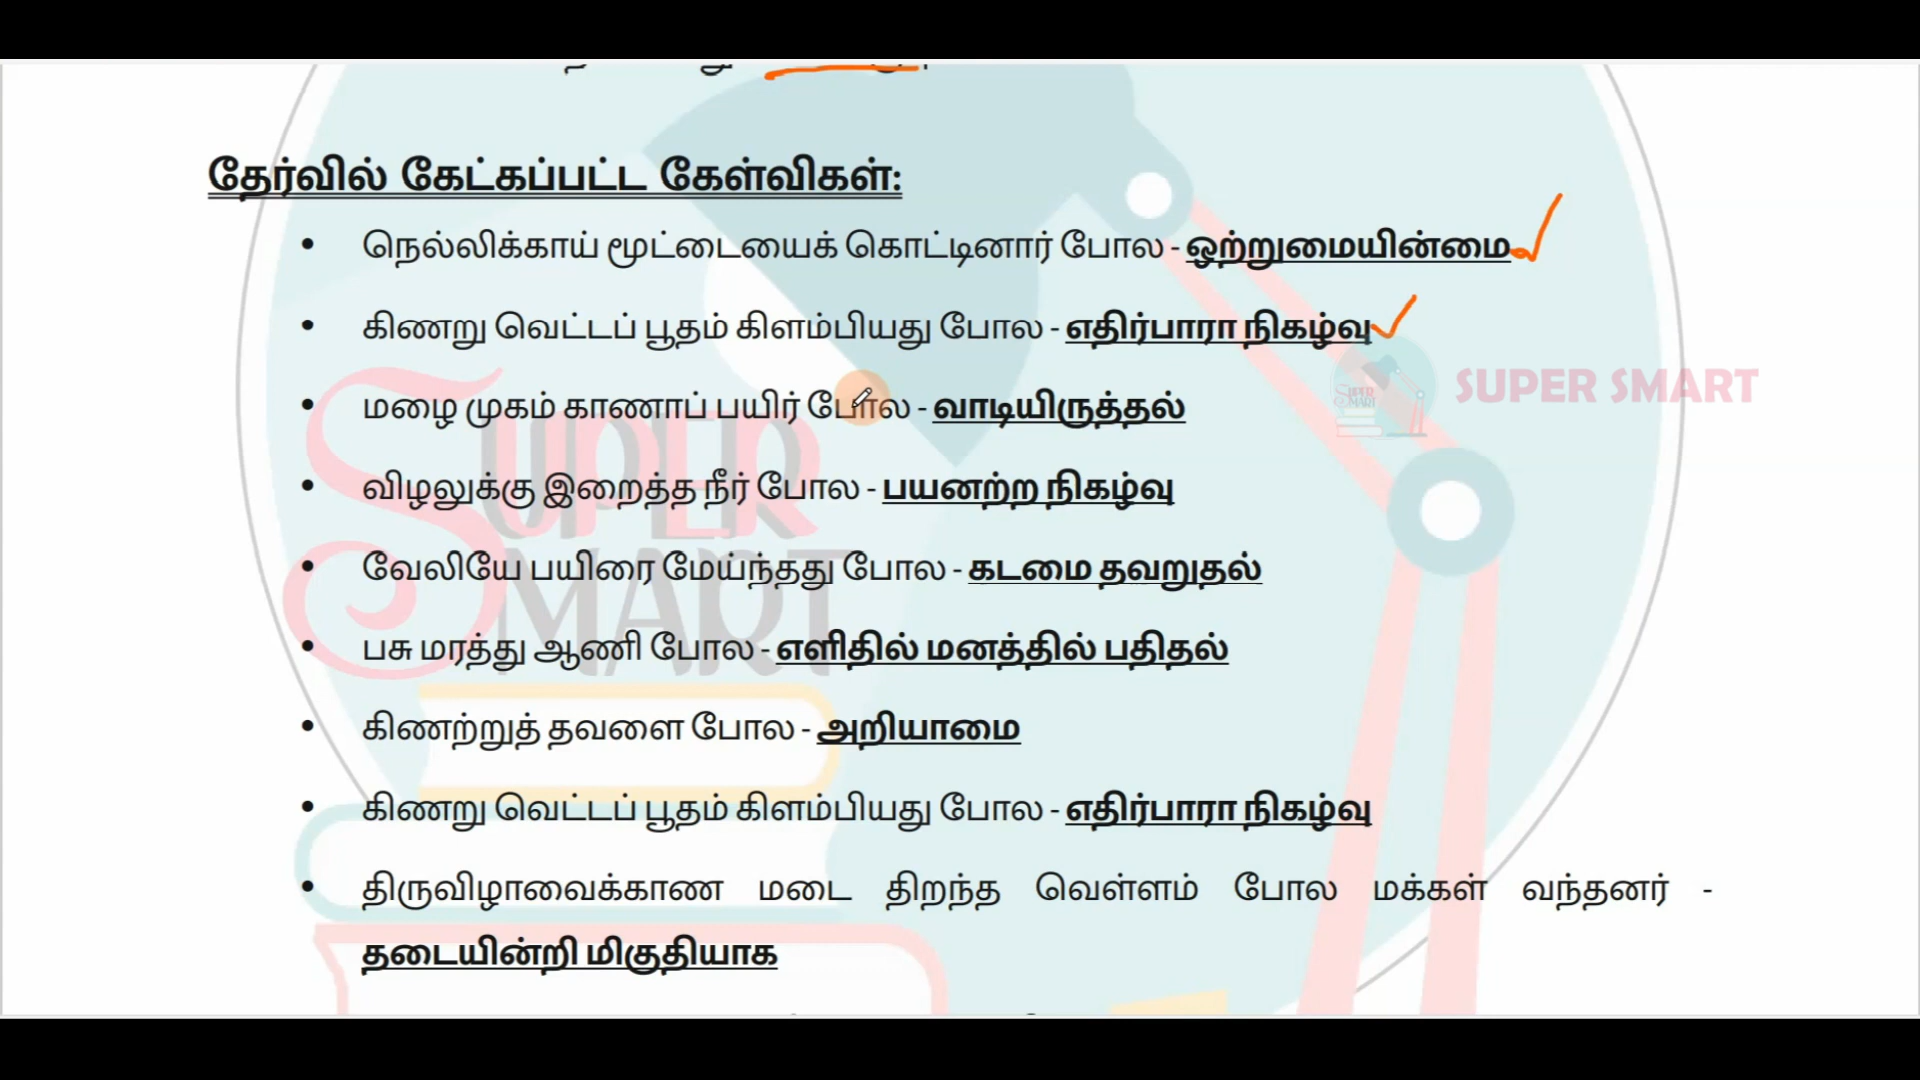 தேர்வில் கேட்கப்பட்ட கேள்விகள்:
• நெல்லிக்காய் மூட்டையைக் கொட்டினார் போல - ஒற்றுமையின்மை
• கிணறு வெட்டப் பூதம் கிளம்பியது போல - எதிர்பாரா நிகழ்வு
SUPER SMART
• மழை முகம் காணாப் பயிர் போல - வாடியிருத்தல்
• விழலுக்கு இறைத்த நீர் போல - பயனற்ற நிகழ்வு
SUPER
SMART
• வேலியே பயிரை மேய்ந்தது போல - கடமை தவறுதல்
• பசு மரத்து ஆணி போல - எளிதில் மனத்தில் பதிதல்
• கிணற்றுத் தவளை போல - அறியாமை
• கிணறு வெட்டப் பூதம் கிளம்பியது போல - எதிர்பாரா நிகழ்வு
• திருவிழாவைக்காண மடை திறந்த வெள்ளம் போல மக்கள் வந்தனர் -
தடையின்றி மிகுதியாக